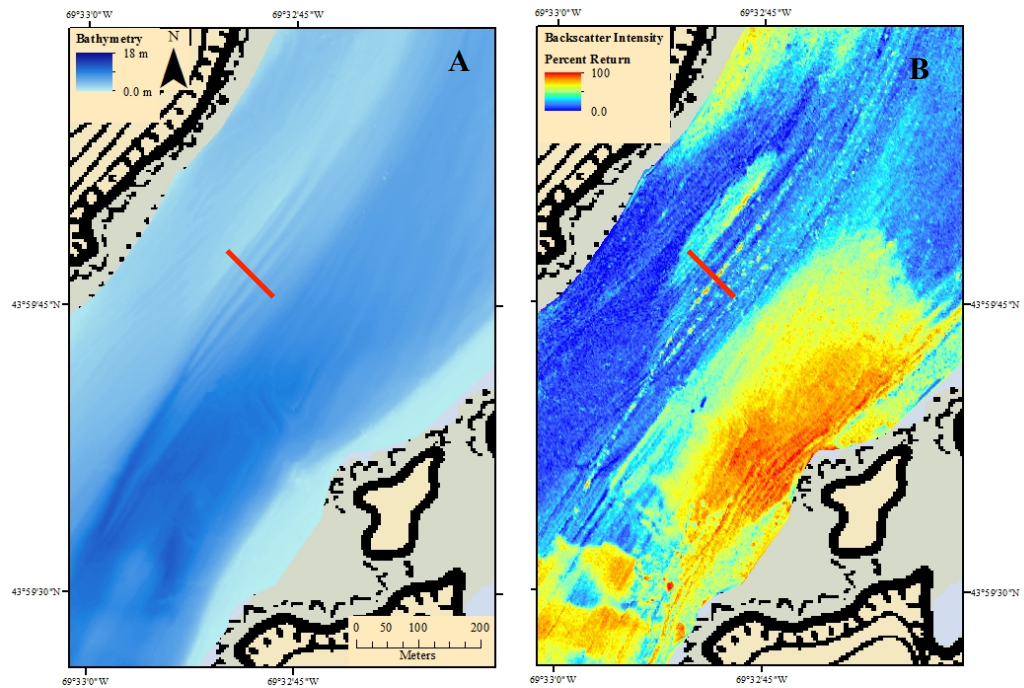 69°33'0"W
69°32'45"W
69°33'0"W
69°32'45"W
Bathymetry
N
18 m
0.0 m
A
Backscatter Intensity
Percent Return
100
0.0
B
43°59'45"N
43°59'45"N
43°59'30"N
43°59'30"N
0 50 100 200
Meters
69°33'0"W
69°32'45"W
69°33'0"W
69°32'45"W